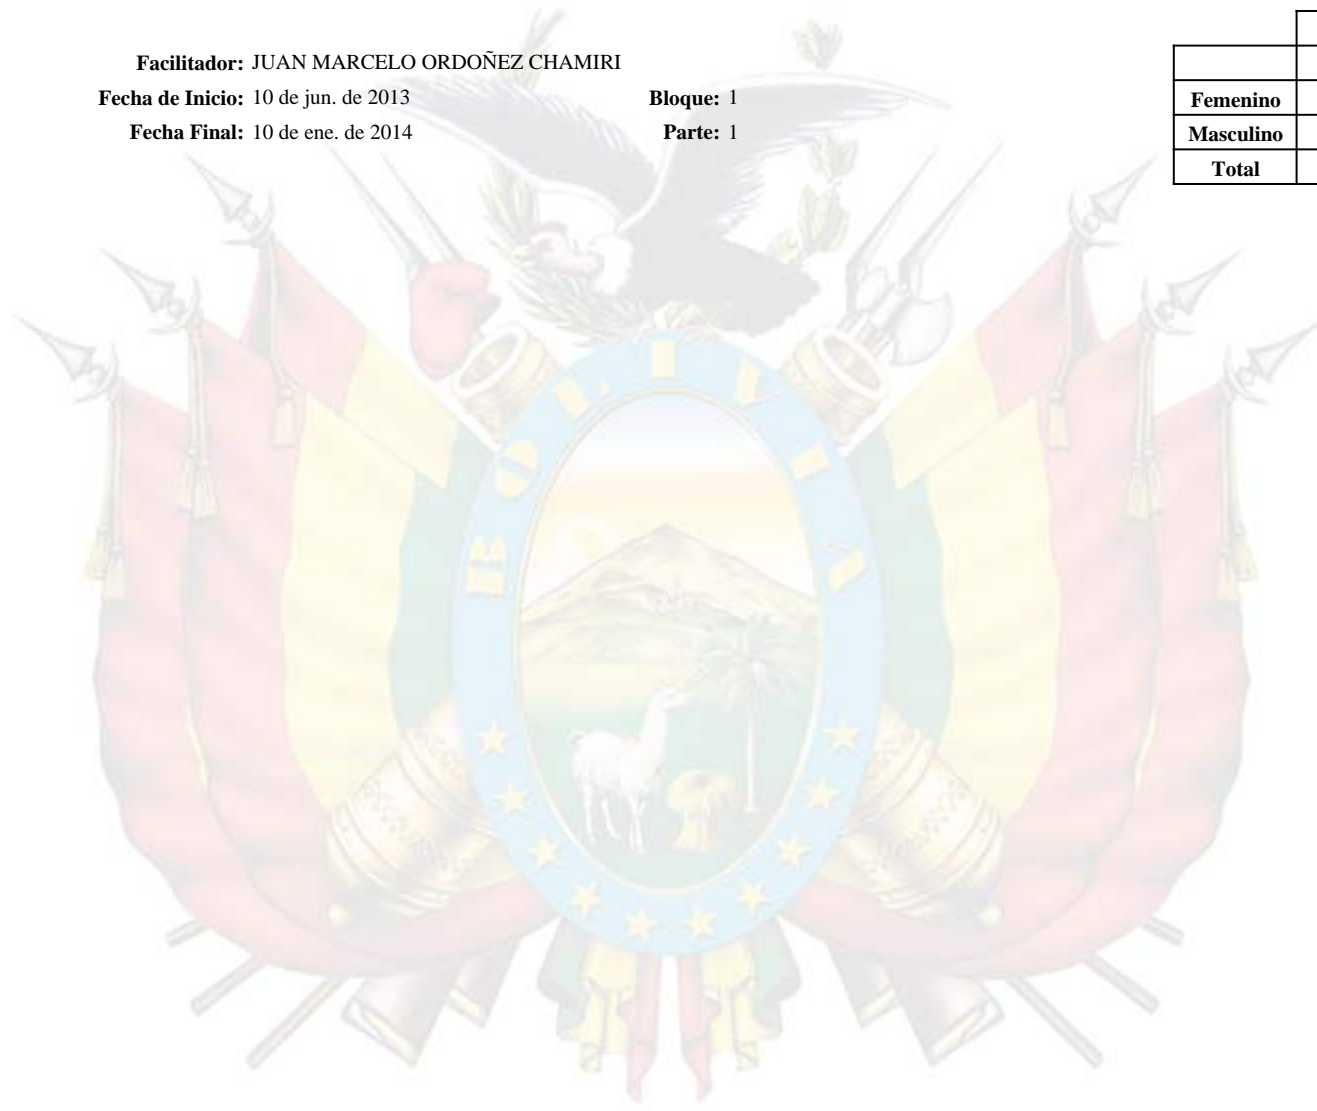 Facilitador: JUAN MARCELO ORDOÑEZ CHAMIRI
Fecha de Inicio: 10 de jun. de 2013 Bloque: 1
Fecha Final: 10 de ene. de 2014 Parte: 1
Femenino
Masculino
Total
BOLIVIA